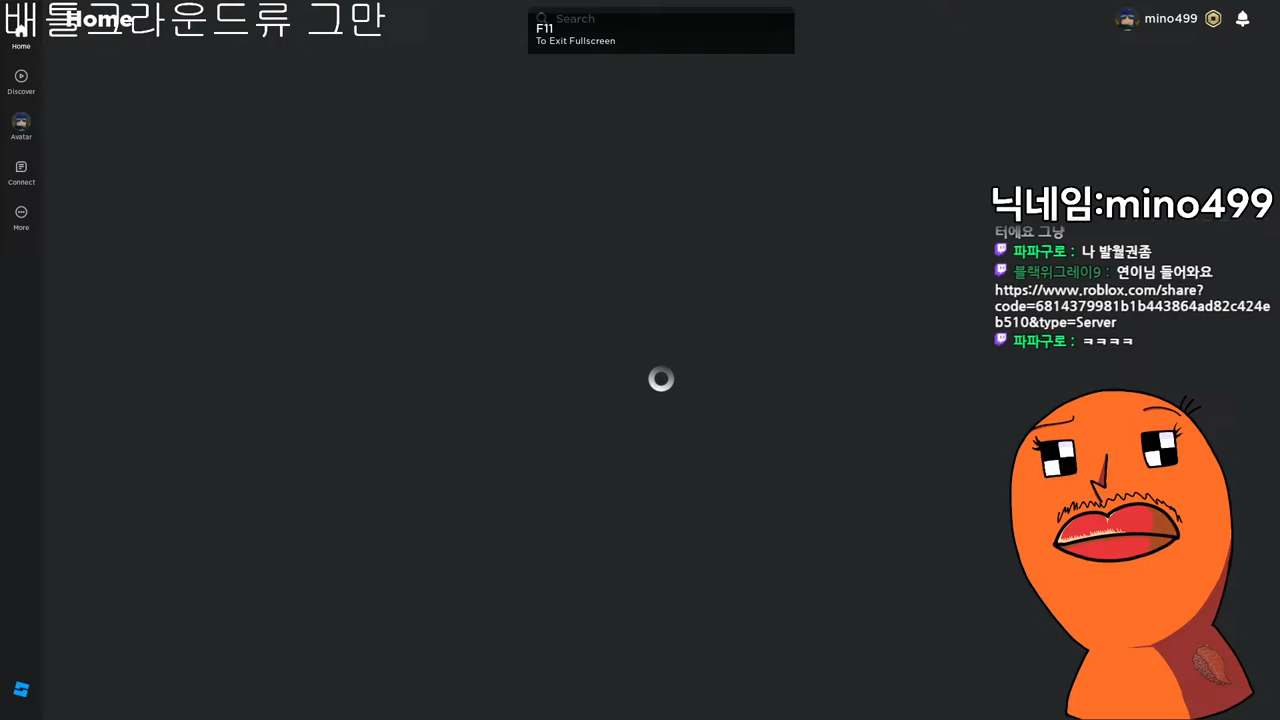 배틀그라운드류 그만
Home
Search
F11
To Exit Fullscreen
mino499
Home
Discover
Avatar
Connect
More
닉네임:mino499
터에요 그냥
파파구로 : 나 발월권좀
블랙위그레이9 : 연이님 들어와요
https://www.roblox.com/share?
code=6814379981b1b443864ad82c424e
b510&type=Server
파파구로 : ㅋㅋㅋㅋ